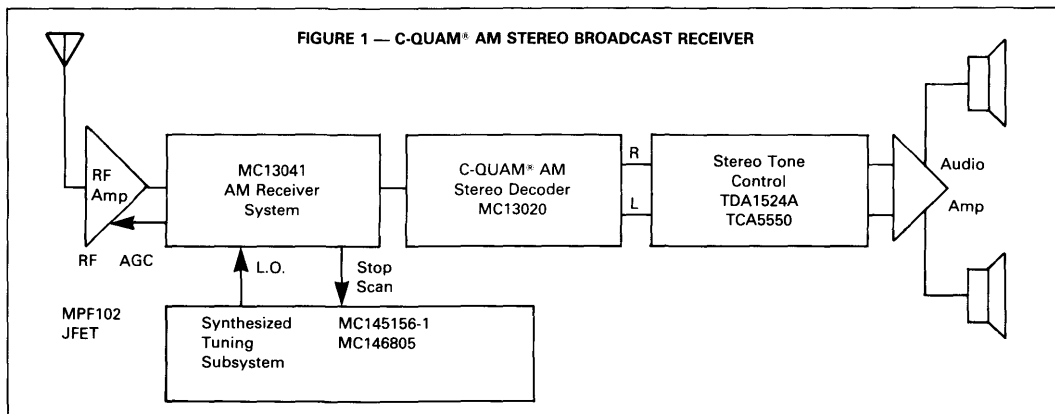 FIGURE 1 — C-QUAM® AM STEREO BROADCAST RECEIVER
RF
Amp
RF AGC
MPF102
JFET
MC13041
AM Receiver
System
L.O.
Stop
Scan
Synthesized
Tuning
Subsystem
MC145156-1
MC146805
C-QUAM® AM
Stereo Decoder
MC13020
R
L
Stereo Tone
Control
TDA1524A
TCA5550
Audio
Amp